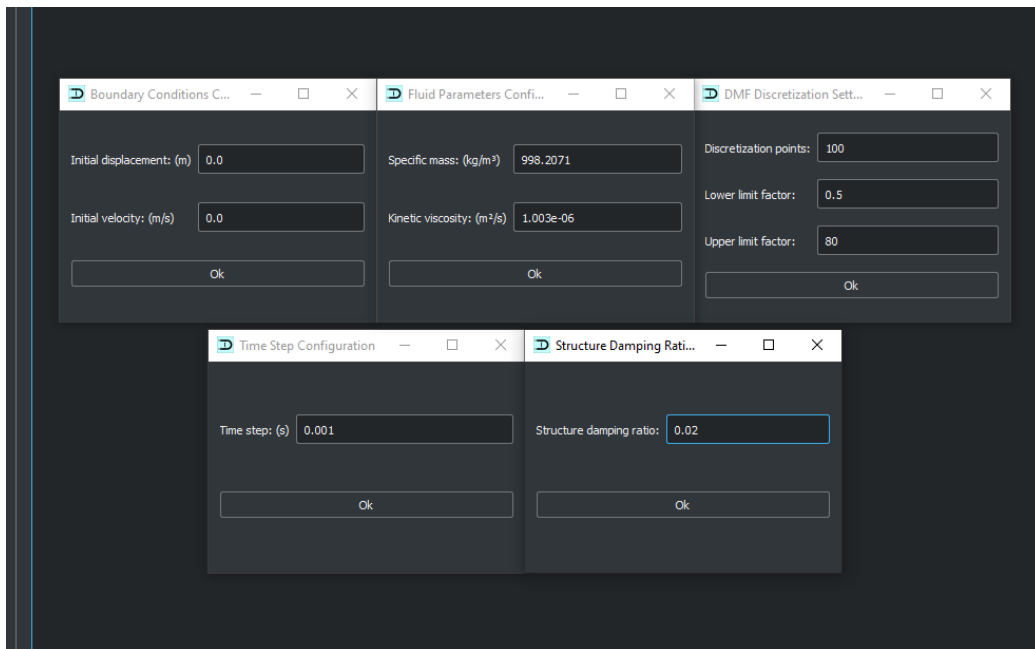 Boundary Conditions C...
Initial displacement: (m) 0.0
Initial velocity: (m/s) 0.0
Ok
Fluid Parameters Confi...
Specific mass: (kg/m³) 998.2071
Kinetic viscosity: (m²/s) 1.003e-06
Ok
DMF Discretization Sett...
Discretization points: 100
Lower limit factor: 0.5
Upper limit factor: 80
Ok
Time Step Configuration
Time step: (s) 0.001
Ok
Structure Damping Rati...
Structure damping ratio: 0.02
Ok